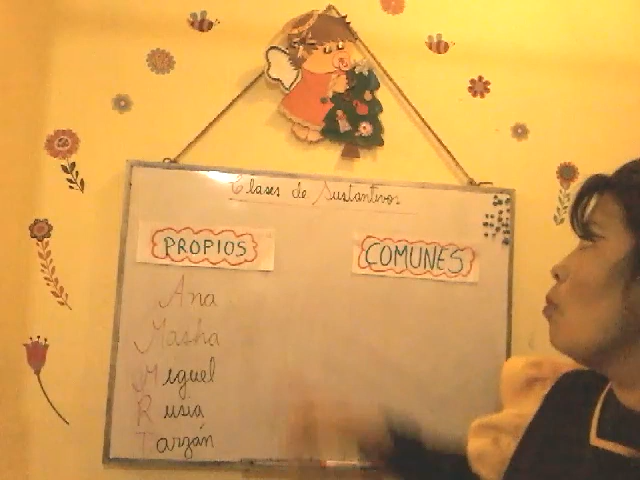 Clases de Sustantivos
PROPIOS
COMUNES
Ana
Masha
Miguel
Rusia
Tarzán